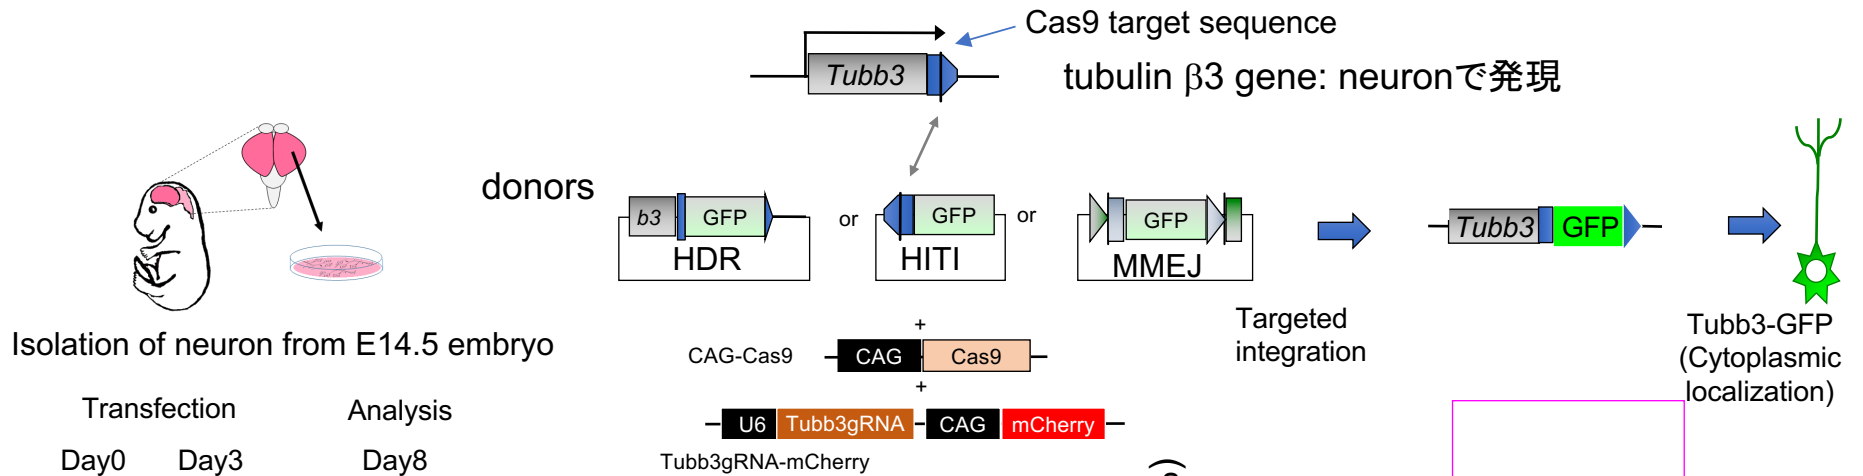 Cas9 target sequence
Tubb3
tubulin β3 gene: neuronで発現
donors
b3
GFP
HDR
or
GFP
HITI
or
GFP
MMEJ
Tubb3
GFP
Targeted
integration
Tubb3-GFP
(Cytoplasmic
localization)
Isolation of neuron from E14.5 embryo
+
CAG-Cas9
CAG
Cas9
+
U6
Tubb3gRNA
CAG
mCherry
Tubb3gRNA-mCherry
Transfection
Analysis
Day0
Day3
Day8